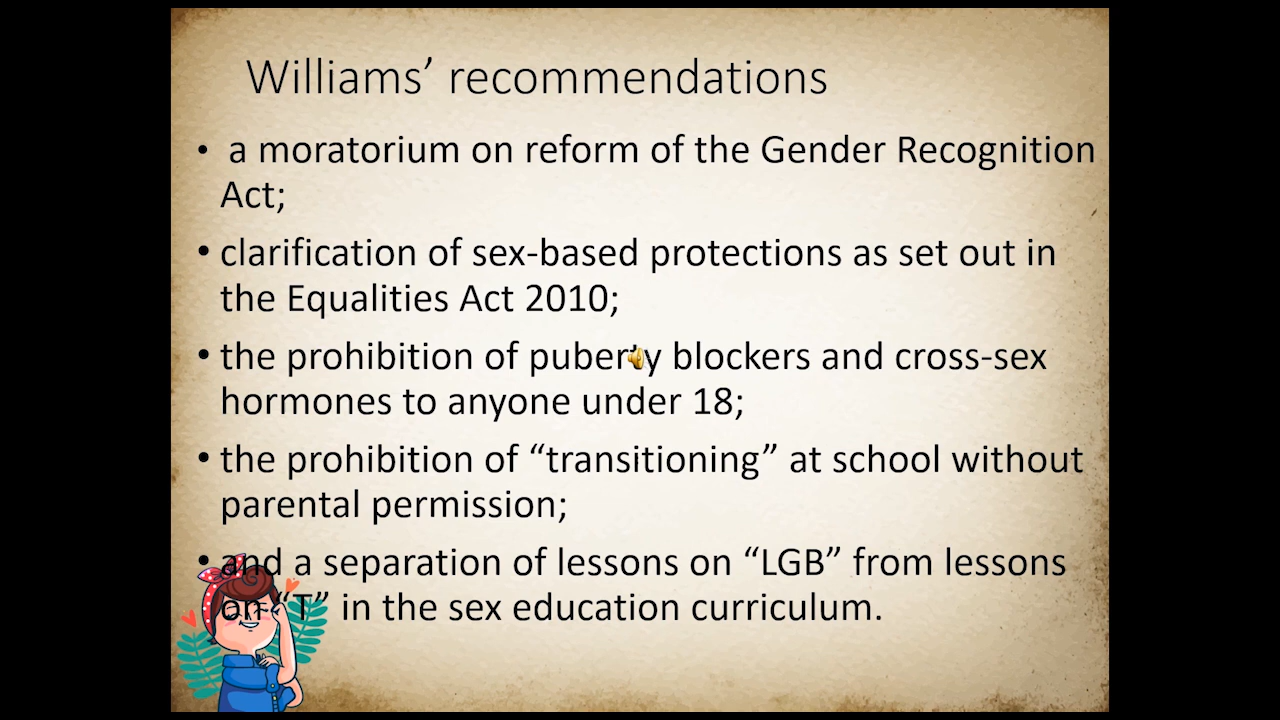 Williams’ recommendations
• a moratorium on reform of the Gender Recognition
Act;
• clarification of sex-based protections as set out in
the Equalities Act 2010;
• the prohibition of puberty blockers and cross-sex
hormones to anyone under 18;
• the prohibition of “transitioning” at school without
parental permission;
• and a separation of lessons on “LGB” from lessons
on “T” in the sex education curriculum.